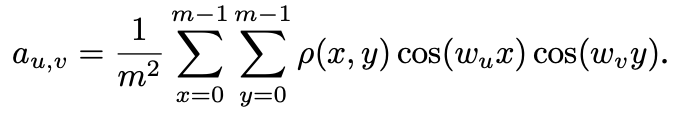 a_{u,v} = \frac{1}{m^2} \sum_{x=0}^{m-1} \sum_{y=0}^{m-1} \rho(x, y) \cos(w_u x) \cos(w_v y).